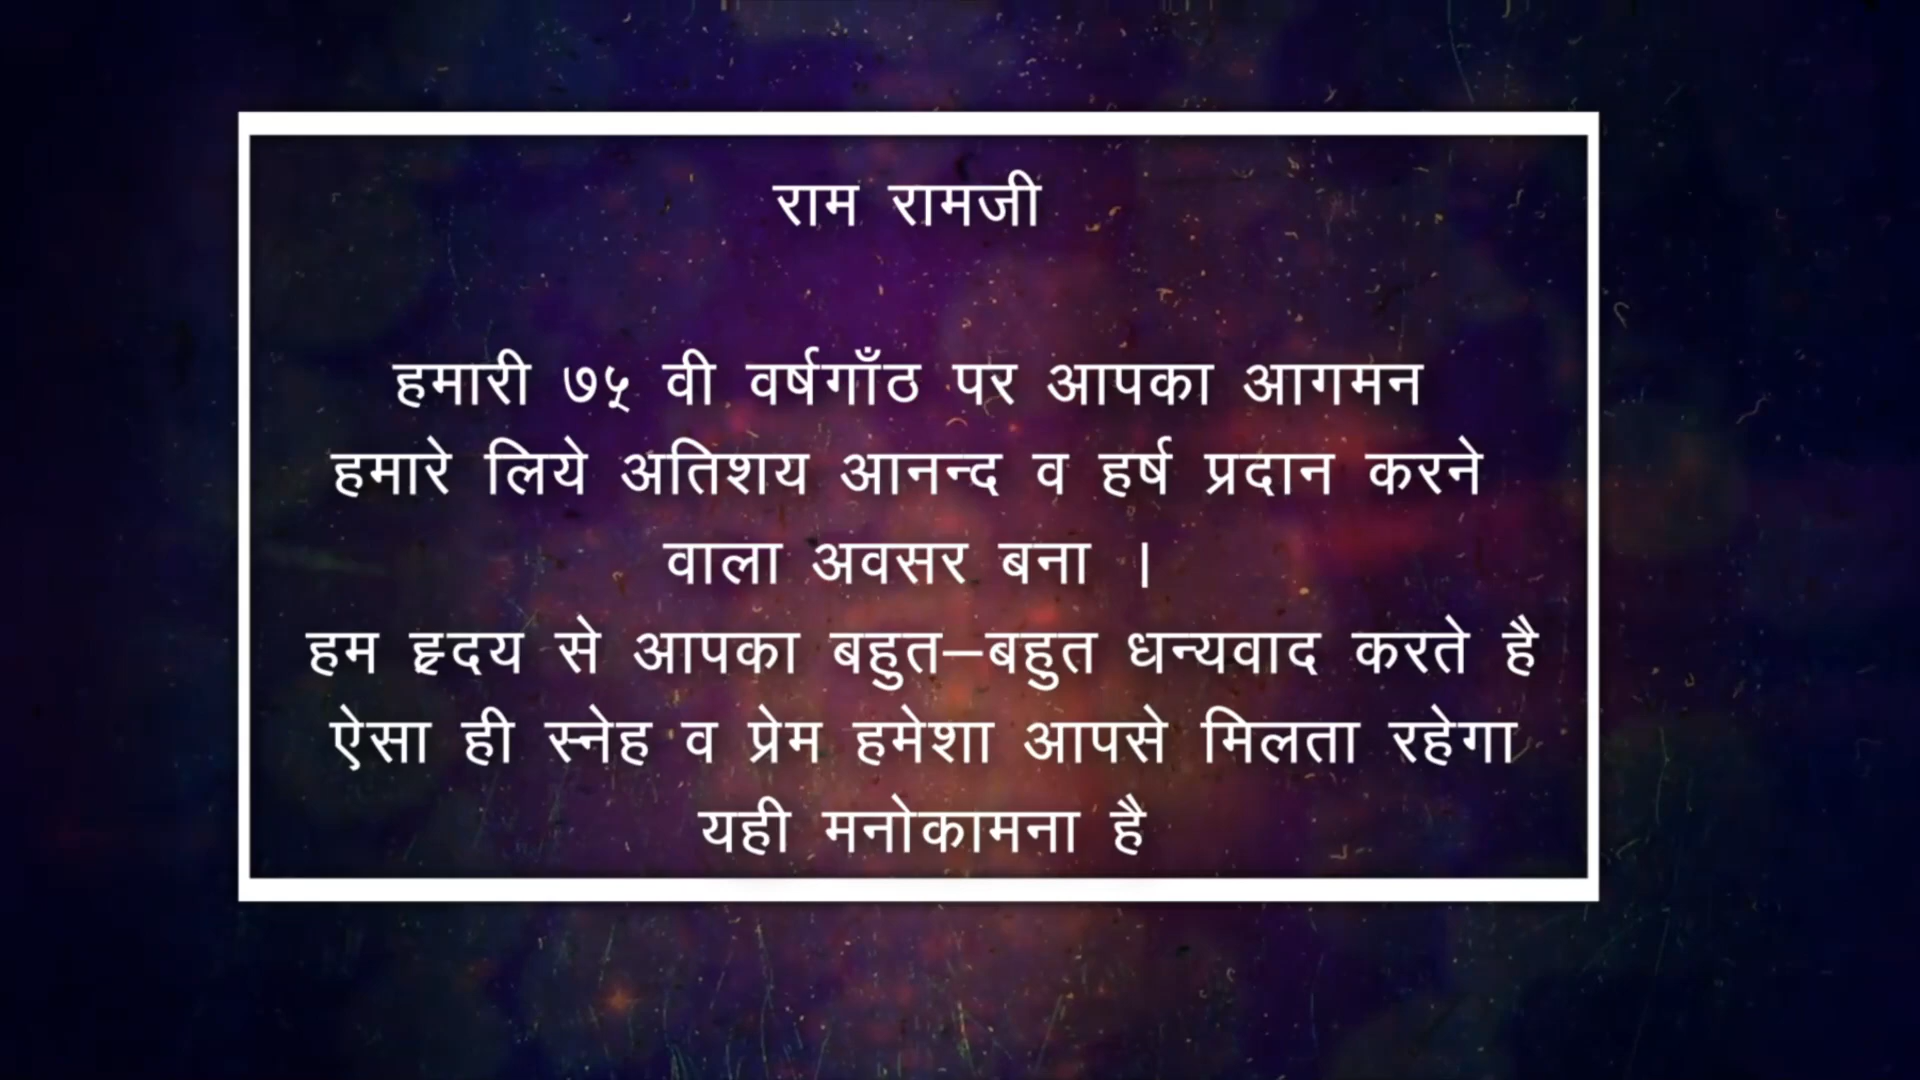 राम रामजी
हमारी ७५ वी वर्षगाँठ पर आपका आगमन
हमारे लिये अतिशय आनन्द व हर्ष प्रदान करने
वाला अवसर बना ।
हम हृदय से आपका बहुत–बहुत धन्यवाद करते है
ऐसा ही स्नेह व प्रेम हमेशा आपसे मिलता रहेगा
यही मनोकामना है